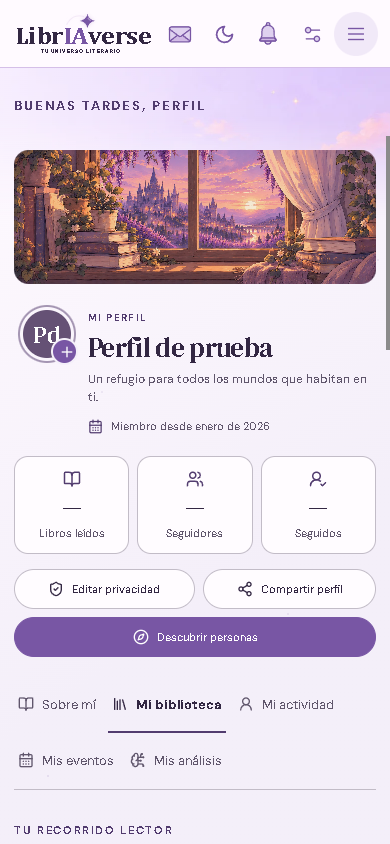 LibrIAverse
TU UNIVERSO LITERARIO
BUENAS TARDES, PERFIL
Pd
MI PERFIL
Perfil de prueba
Un refugio para todos los mundos que habitan en
ti.
Miembro desde enero de 2026
— — —
Libros leídos Seguidores Seguidos
Editar privacidad Compartir perfil
Descubrir personas
Sobre mí Mi biblioteca Mi actividad
Mis eventos Mis análisis
TU RECORRIDO LECTOR